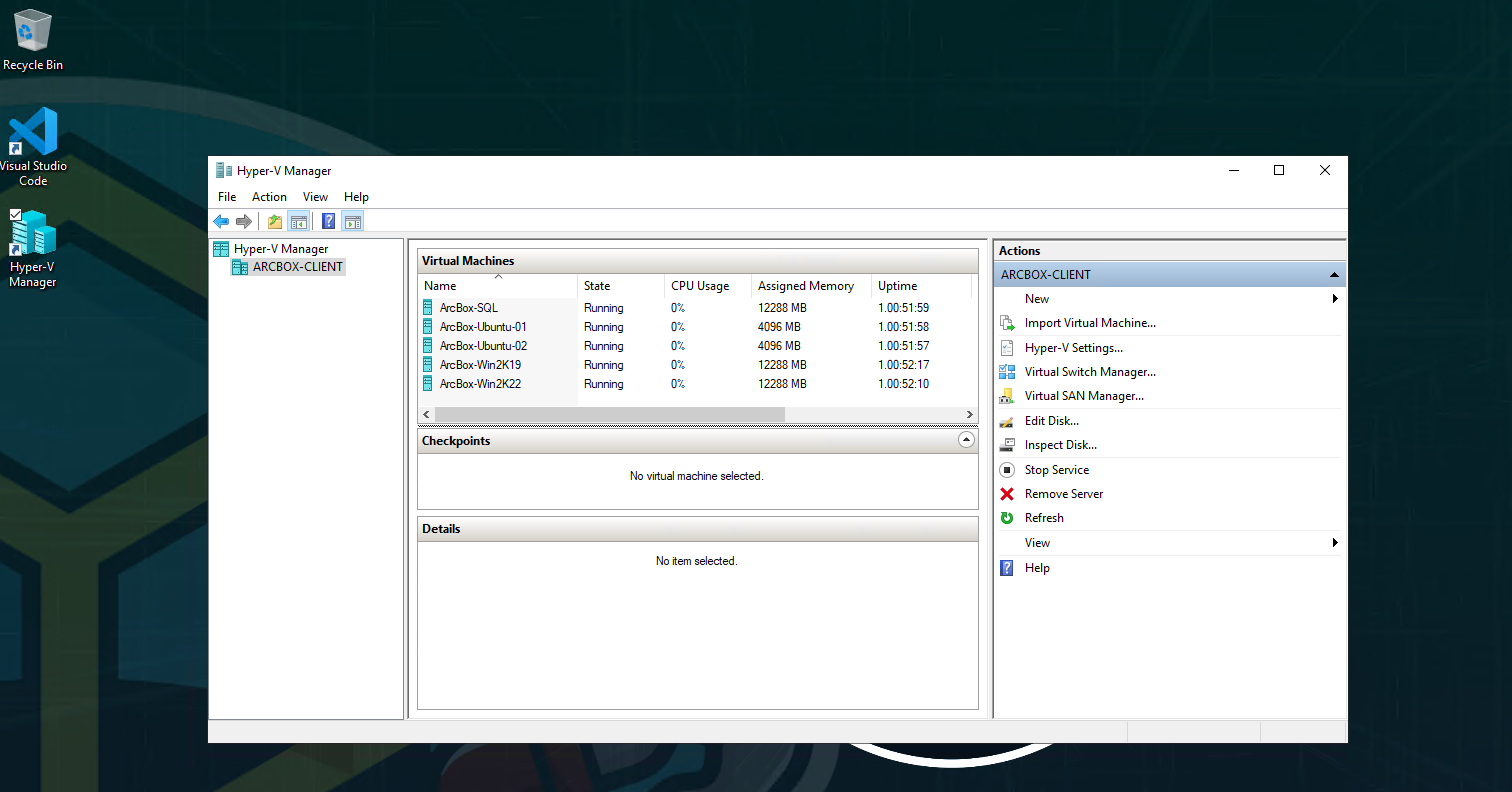 Recycle Bin
Visual Studio
Code
Hyper-V
Manager
Hyper-V Manager
File Action View Help
Hyper-V Manager
ARCBOX-CLIENT
Virtual Machines
Name State CPU Usage Assigned Memory Uptime
ArcBox-SQL Running 0% 12288 MB 1.00:51:59
ArcBox-Ubuntu-01 Running 0% 4096 MB 1.00:51:58
ArcBox-Ubuntu-02 Running 0% 4096 MB 1.00:51:57
ArcBox-Win2K19 Running 0% 12288 MB 1.00:52:17
ArcBox-Win2K22 Running 0% 12288 MB 1.00:52:10
Checkpoints
No virtual machine selected.
Details
No item selected.
Actions
ARCBOX-CLIENT
New
Import Virtual Machine...
Hyper-V Settings...
Virtual Switch Manager...
Virtual SAN Manager...
Edit Disk...
Inspect Disk...
Stop Service
Remove Server
Refresh
View
Help